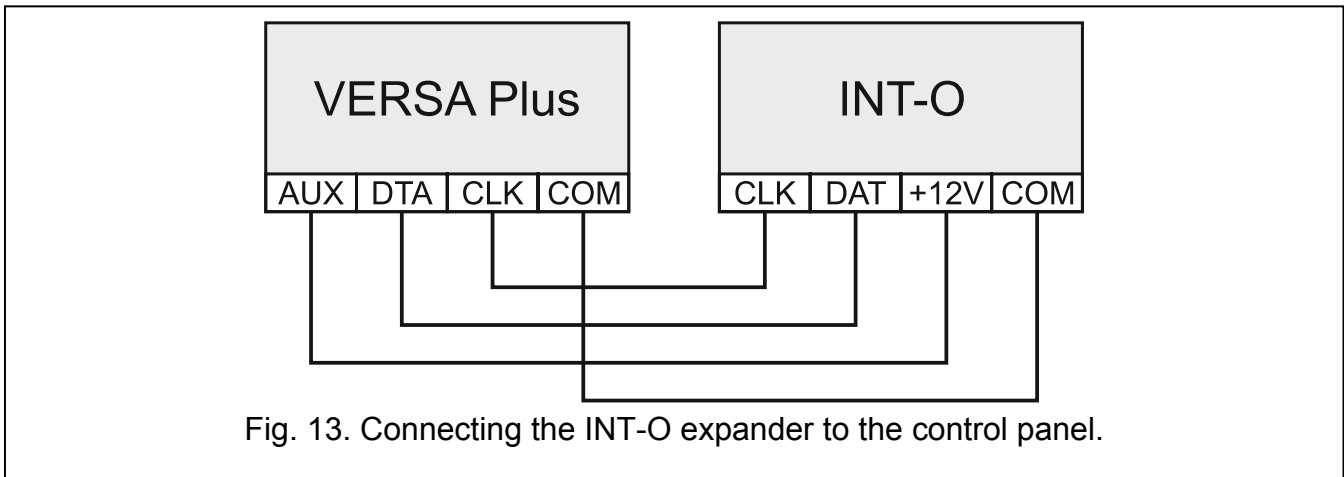 VERSA Plus
INT-O
AUX DTA CLK COM
CLK DAT +12V COM
Fig. 13. Connecting the INT-O expander to the control panel.